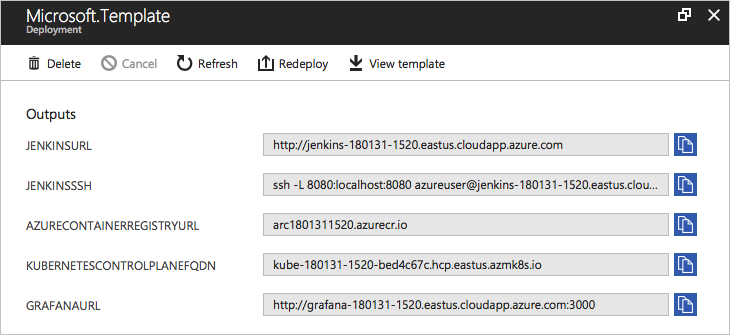 Microsoft.Template
Deployment
Delete Cancel Refresh Redeploy View template
Outputs
JENKINSURL http://jenkins-180131-1520.eastus.cloudapp.azure.com
JENKINSSSH ssh -L 8080:localhost:8080 azureuser@jenkins-180131-1520.eastus.clou...
AZURECONTAINERREGISTRYURL arc1801311520.azurecr.io
KUBERNETESCONTROLPLANEFQDN kube-180131-1520-bed4c67c.hcp.eastus.azmk8s.io
GRAFANAURL http://grafana-180131-1520.eastus.cloudapp.azure.com:3000